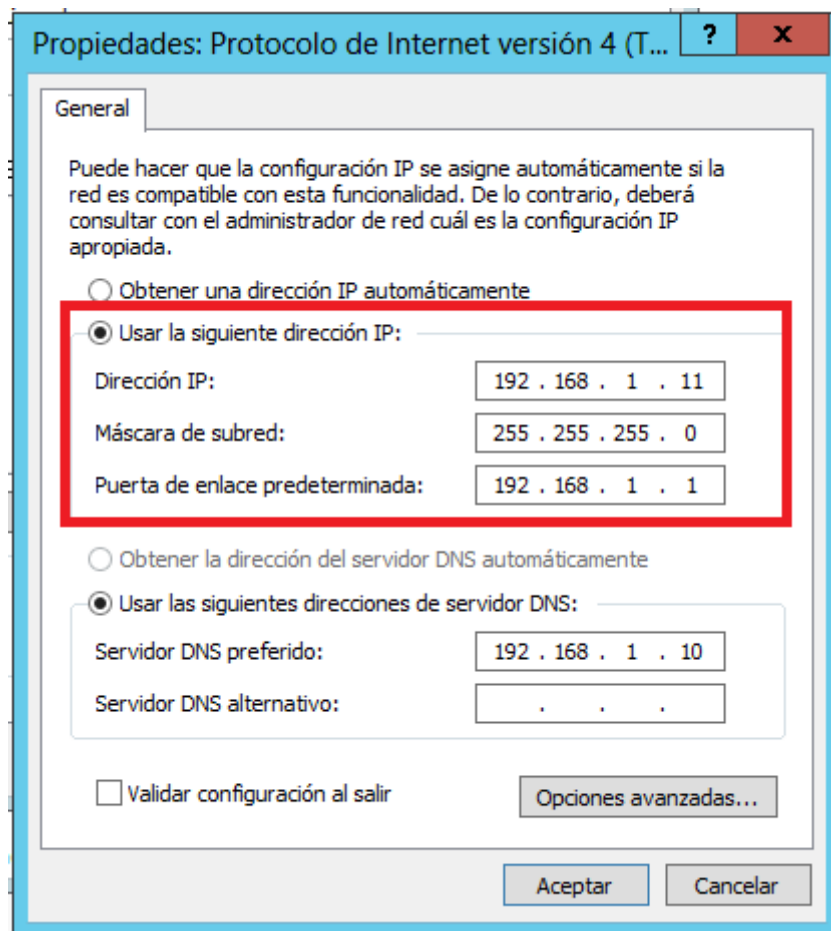 Propiedades: Protocolo de Internet versión 4 (T... ? x
General
Puede hacer que la configuración IP se asigne automáticamente si la
red es compatible con esta funcionalidad. De lo contrario, deberá
consultar con el administrador de red cuál es la configuración IP
apropiada.
Obtener una dirección IP automáticamente
Usar la siguiente dirección IP:
Dirección IP: 192 . 168 . 1 . 11
Máscara de subred: 255 . 255 . 255 . 0
Puerta de enlace predeterminada: 192 . 168 . 1 . 1
Obtener la dirección del servidor DNS automáticamente
Usar las siguientes direcciones de servidor DNS:
Servidor DNS preferido: 192 . 168 . 1 . 10
Servidor DNS alternativo: . . .
Validar configuración al salir Opciones avanzadas...
Aceptar Cancelar